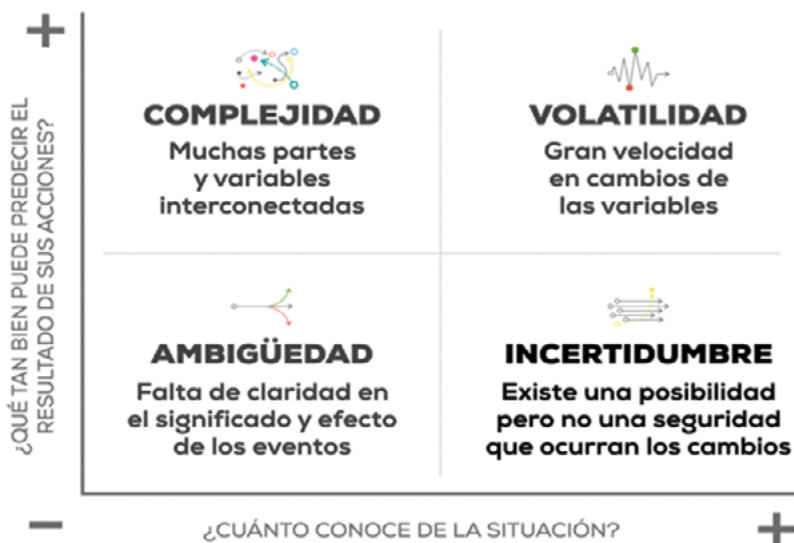 +
¿QUÉ TAN BIEN PUEDE PREDECIR EL
RESULTADO DE SUS ACCIONES?
COMPLEJIDAD
Muchas partes
y variables
interconectadas
VOLATILIDAD
Gran velocidad
en cambios de
las variables
AMBIGÜEDAD
Falta de claridad en
el significado y efecto
de los eventos
INCERTIDUMBRE
Existe una posibilidad
pero no una seguridad
que ocurran los cambios
−
¿CUÁNTO CONOCE DE LA SITUACIÓN?
+